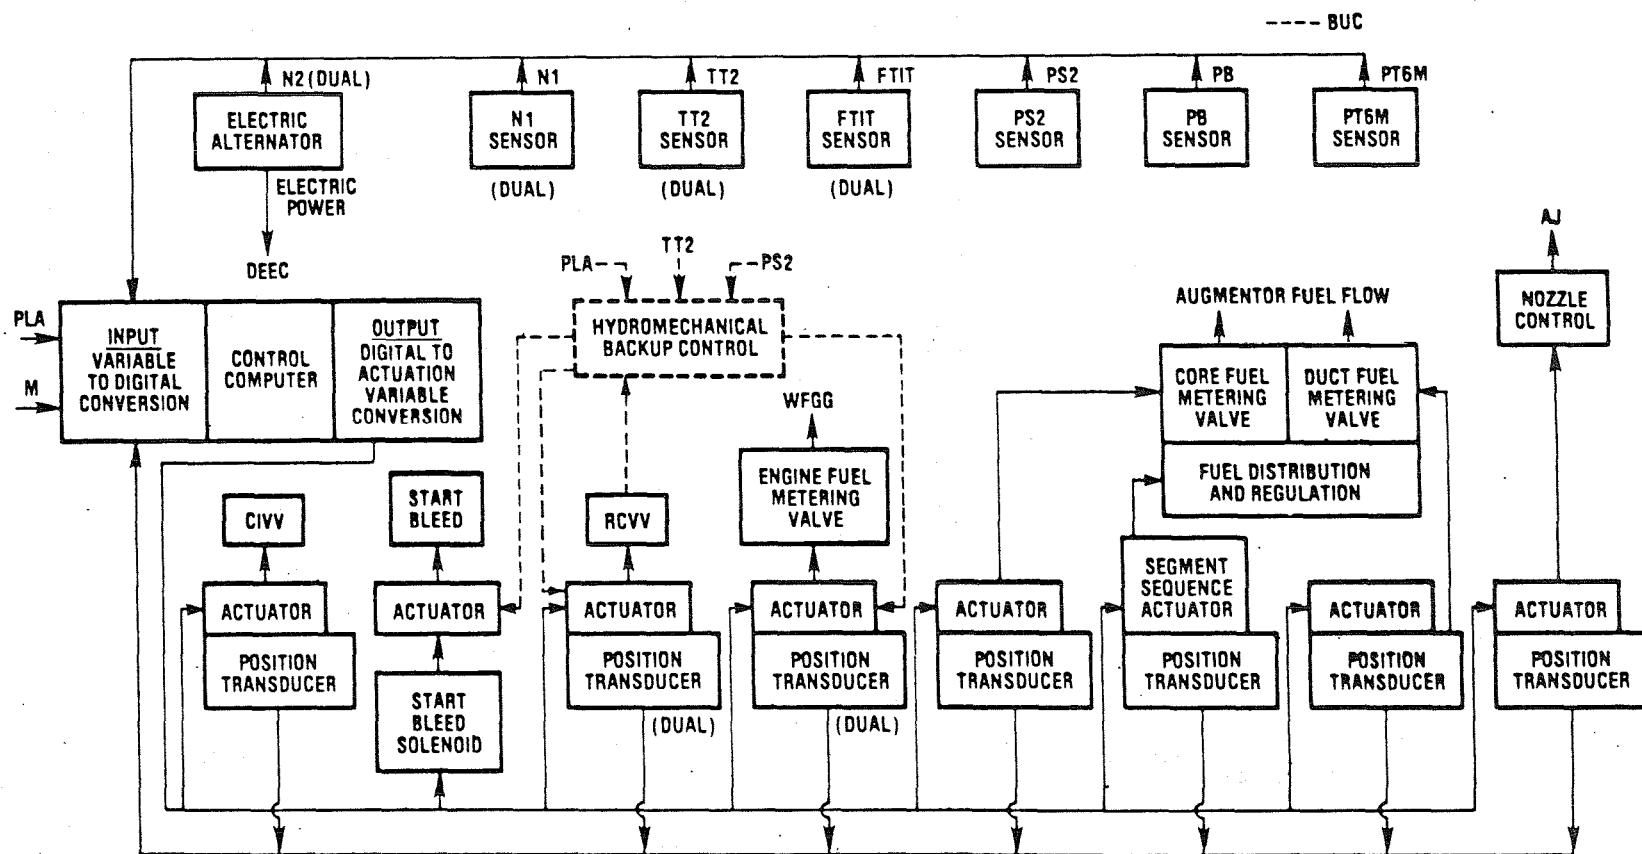 BUC
N2 (DUAL)
N1
TT2
FTIT
PS2
PB
PT6M
ELECTRIC
ALTERNATOR
N1
SENSOR
TT2
SENSOR
FTIT
SENSOR
PS2
SENSOR
PB
SENSOR
PT6M
SENSOR
(DUAL)
(DUAL)
(DUAL)
ELECTRIC
POWER
DEEC
PLA
TT2
PS2
AJ
PLA
M
INPUT
VARIABLE
TO DIGITAL
CONVERSION
CONTROL
COMPUTER
OUTPUT
DIGITAL TO
ACTUATION
VARIABLE
CONVERSION
HYDROMECHANICAL
BACKUP CONTROL
AUGMENTOR FUEL FLOW
NOZZLE
CONTROL
CORE FUEL
METERING
VALVE
DUCT FUEL
METERING
VALVE
FUEL DISTRIBUTION
AND REGULATION
WFGG
CIVV
START
BLEED
RCVV
ENGINE FUEL
METERING
VALVE
ACTUATOR
POSITION
TRANSDUCER
ACTUATOR
START
BLEED
SOLENOID
ACTUATOR
POSITION
TRANSDUCER
(DUAL)
ACTUATOR
POSITION
TRANSDUCER
(DUAL)
ACTUATOR
POSITION
TRANSDUCER
SEGMENT
SEQUENCE
ACTUATOR
POSITION
TRANSDUCER
ACTUATOR
POSITION
TRANSDUCER
ACTUATOR
POSITION
TRANSDUCER